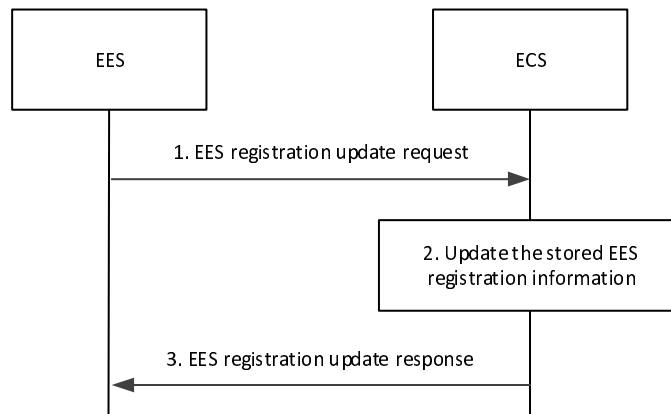 EES
ECS
1. EES registration update request
2. Update the stored EES
registration information
3. EES registration update response